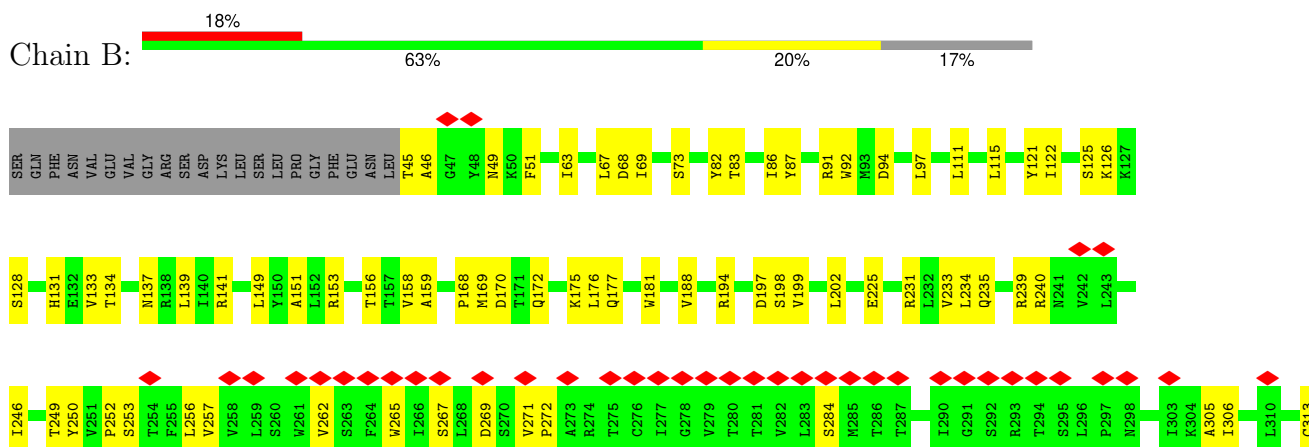 18%
Chain B:
63% 20% 17%
SER GLN PHE ASN VAL GLU VAL GLY ARG SER SER ASP LYS LEU SER LEU PRO GLY PHE GLU ASN LEU T45 A46 G47 Y48 N49 K50 F51 I63 L67 D68 I69 S73 Y82 T83 I86 Y87 R91 W92 M93 D94 L97 L111 L115 Y121 I122 S125 K126 K127
S128 H131 E132 V133 T134 N137 R138 L139 I140 R141 L149 Y150 A151 L152 R153 T156 T157 V158 A159 P168 M169 D170 T171 Q172 K175 L176 Q177 W181 V188 R194 D197 S198 V199 L202 E225 R231 L232 V233 L234 Q235 R239 R240 N241 V242 L243
I246 T249 Y250 V251 P252 S253 T254 F255 L256 V257 V258 L259 S260 W261 V262 S263 F264 W265 I266 S267 L268 D269 S270 V271 P272 A273 R274 T275 C276 I277 G278 V279 T280 T281 V282 L283 S284 M285 T286 T287 I290 G291 S292 R293 T294 S295 L296 P297 N298 I303 K304 A305 I306 L310